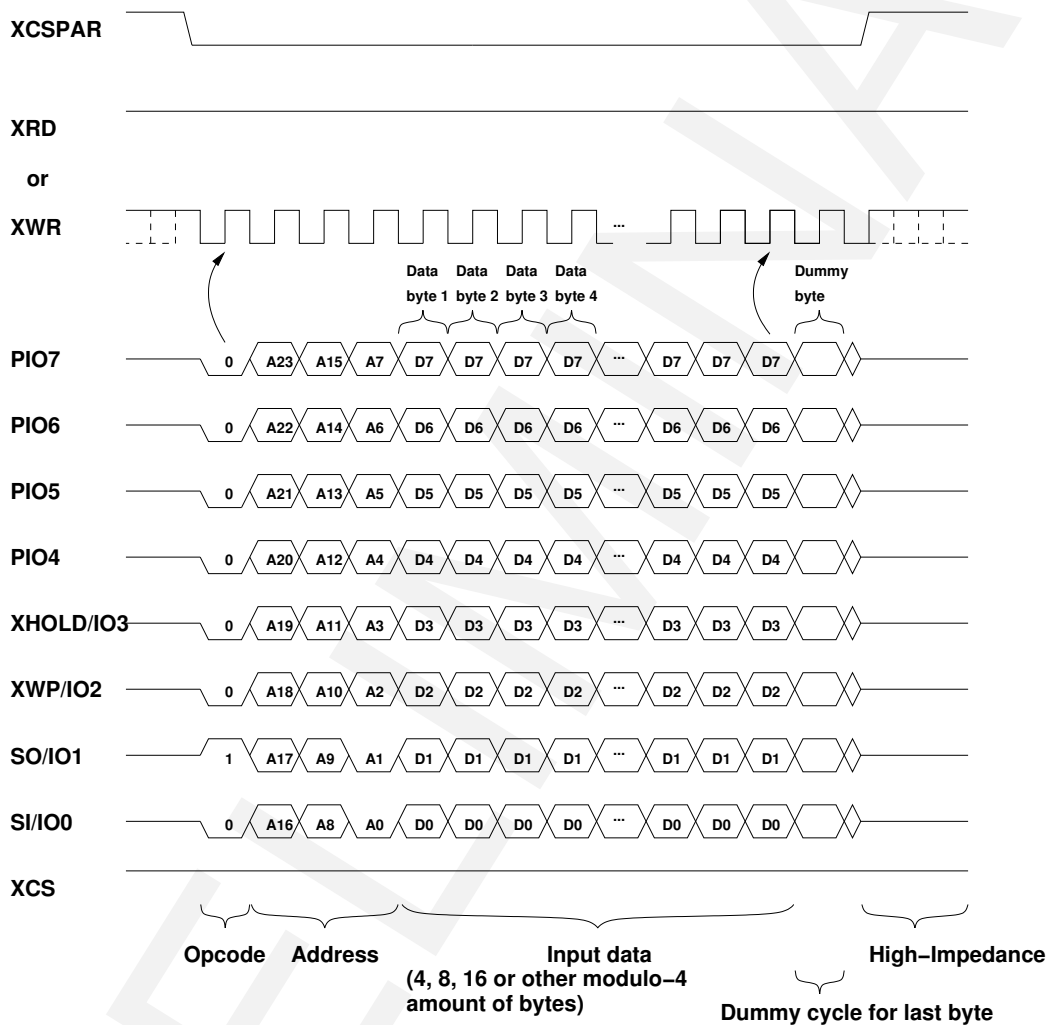 XCSPAR
XRD
or
XWR
...
Data Data Data Data Dummy
byte 1 byte 2 byte 3 byte 4 byte
PIO7 0 A23 A15 A7 D7 D7 D7 D7 ... D7 D7 D7
PIO6 0 A22 A14 A6 D6 D6 D6 D6 ... D6 D6 D6
PIO5 0 A21 A13 A5 D5 D5 D5 D5 ... D5 D5 D5
PIO4 0 A20 A12 A4 D4 D4 D4 D4 ... D4 D4 D4
XHOLD/IO3 0 A19 A11 A3 D3 D3 D3 D3 ... D3 D3 D3
XWP/IO2 0 A18 A10 A2 D2 D2 D2 D2 ... D2 D2 D2
SO/IO1 1 A17 A9 A1 D1 D1 D1 D1 ... D1 D1 D1
SI/IO0 0 A16 A8 A0 D0 D0 D0 D0 ... D0 D0 D0
XCS
Opcode Address Input data High−Impedance
(4, 8, 16 or other modulo−4
amount of bytes)
Dummy cycle for last byte